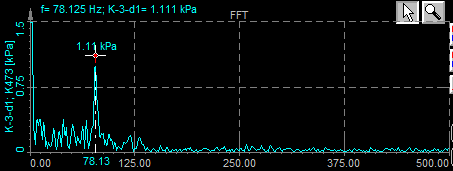 f= 78.125 Hz; K-3-d1= 1.111 kPa
FFT
1.5
1.11 kPa
0.75
0
K-3-d1; K473 [kPa]
0.00 78.13 125.00 250.00 375.00 500.00